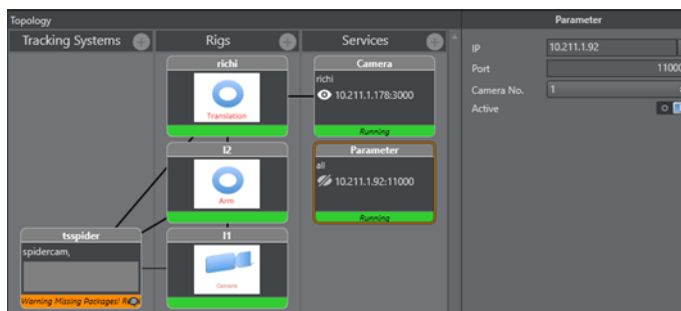 Topology
Tracking Systems
Rigs
Services
richi
Translation
Camera
richi
10.211.1.178:3000
Running
I2
Arm
Parameter
all
10.211.1.92:11000
Running
tsspider
spidercam,
Warning Missing Packages!
I1
Camera
Parameter
IP 10.211.1.92
Port 11000
Camera No. 1
Active